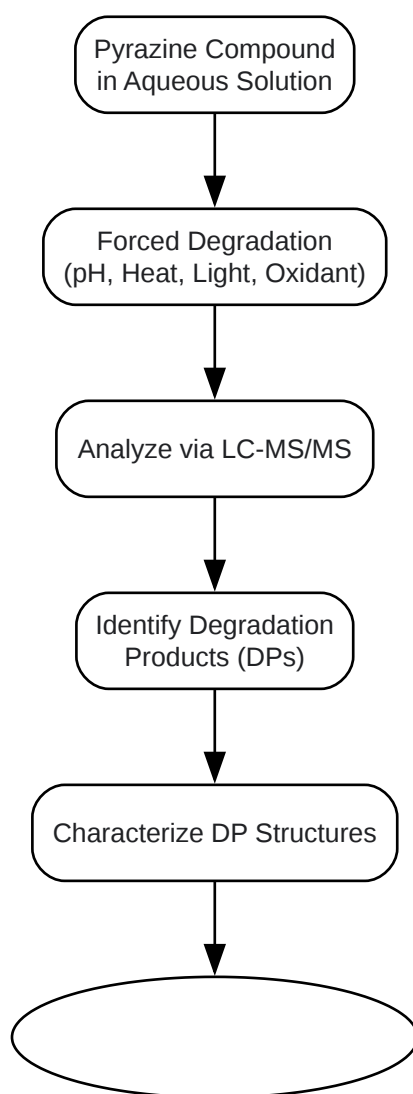 Pyrazine Compound
in Aqueous Solution
Forced Degradation
(pH, Heat, Light, Oxidant)
Analyze via LC-MS/MS
Identify Degradation
Products (DPs)
Characterize DP Structures